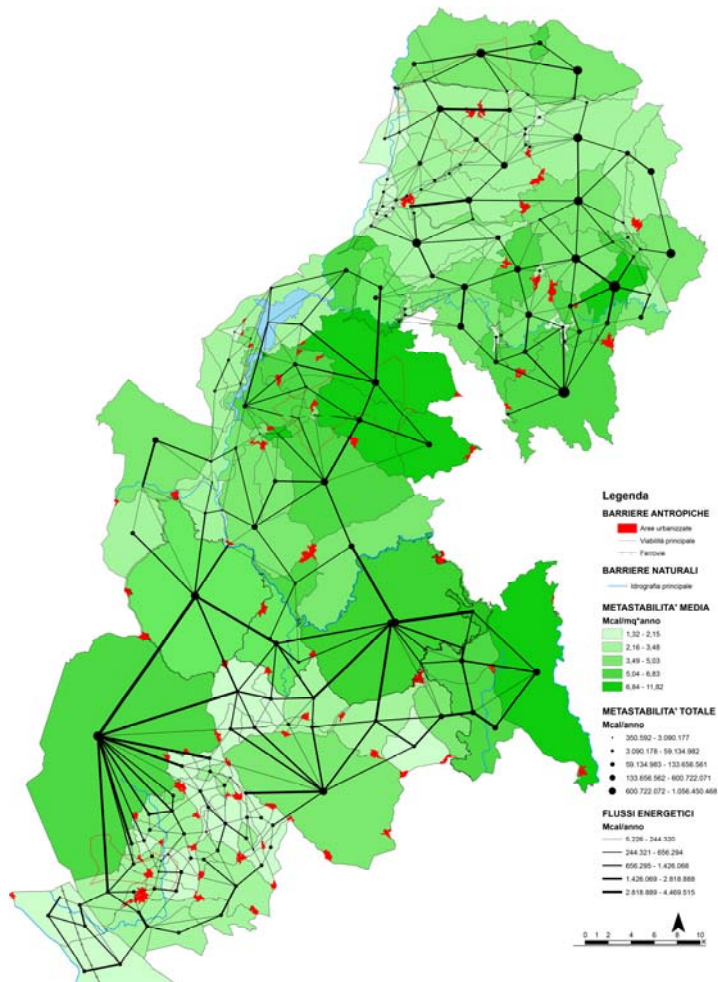 Legenda
BARRIERE ANTROPICHE
Aree urbanizzate
Viabilità principale
Ferrovie
BARRIERE NATURALI
Idrografia principale
METASTABILITA' MEDIA
Mcal/mq*anno
1,32 - 2,15
2,16 - 3,48
3,49 - 5,03
5,04 - 6,83
6,84 - 11,82
METASTABILITA' TOTALE
Mcal/anno
350.592 - 3.090.177
3.090.178 - 59.134.982
59.134.983 - 133.656.561
133.656.562 - 600.722.071
600.722.072 - 1.056.450.468
FLUSSI ENERGETICI
Mcal/anno
244.321 - 656.294
656.295 - 1.426.068
1.426.069 - 2.818.888
2.818.889 - 4.469.515
0 1 2 4 6 8 10